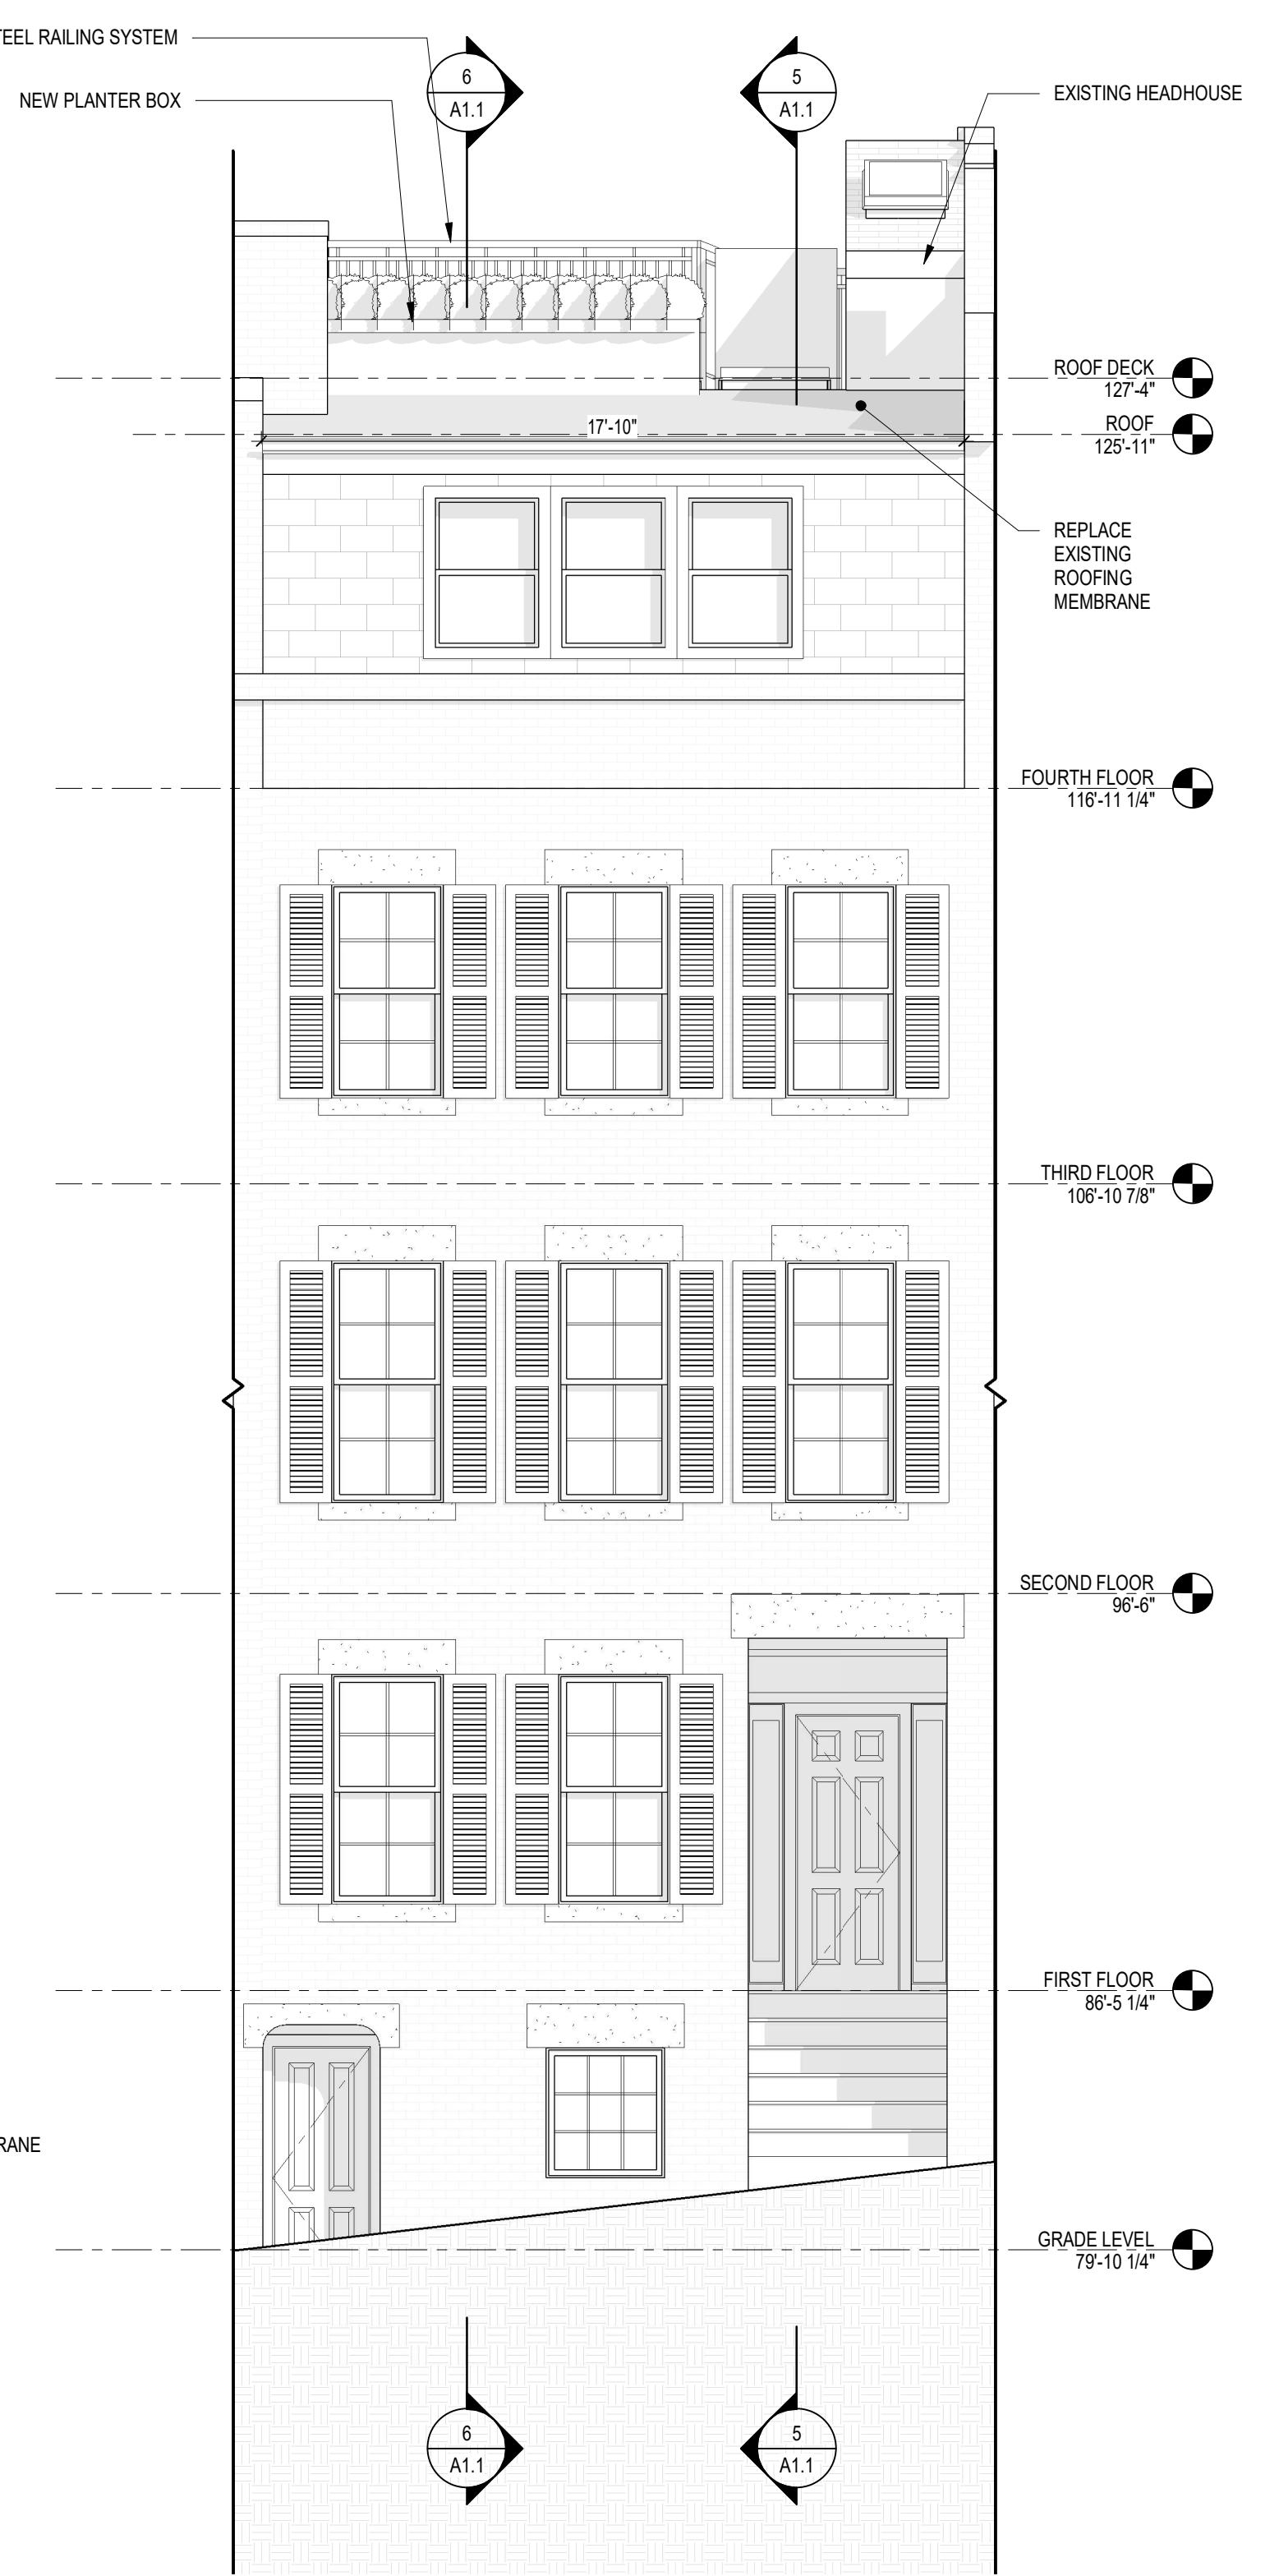 TEEL RAILING SYSTEM
NEW PLANTER BOX
6
A1.1
5
A1.1
EXISTING HEADHOUSE
ROOF DECK
127'-4"
ROOF
125'-11"
17'-10"
REPLACE
EXISTING
ROOFING
MEMBRANE
FOURTH FLOOR
116'-11 1/4"
THIRD FLOOR
106'-10 7/8"
SECOND FLOOR
96'-6"
FIRST FLOOR
86'-5 1/4"
RANE
GRADE LEVEL
79'-10 1/4"
6
A1.1
5
A1.1